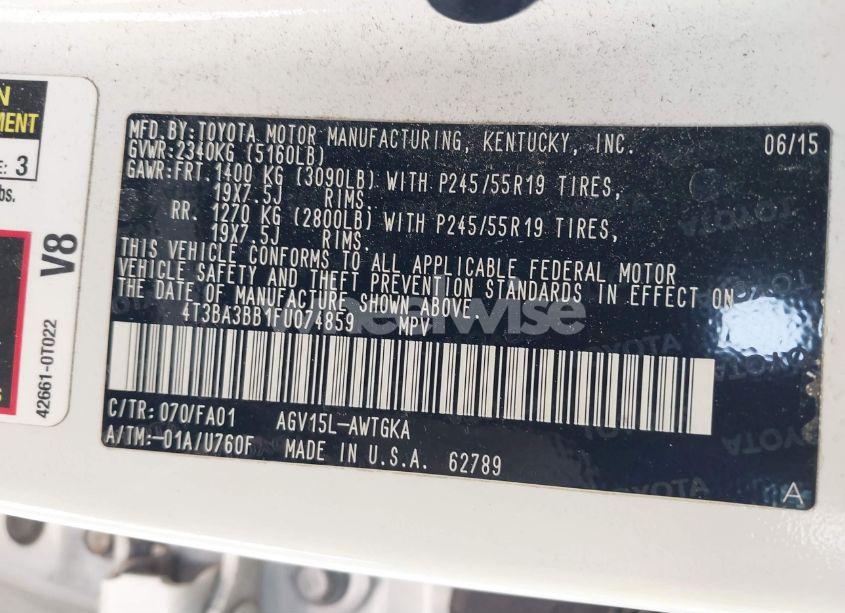 N
MENT
E: 3
bs.
V8
42661-0T022
MFD.BY:TOYOTA MOTOR MANUFACTURING, KENTUCKY, INC. 06/15
GVWR:2340KG (5160LB)
GAWR:FRT.1400 KG (3090LB) WITH P245/55R19 TIRES,
19X7.5J RIMS.
RR. 1270 KG (2800LB) WITH P245/55R19 TIRES,
19X7.5J RIMS.
THIS VEHICLE CONFORMS TO ALL APPLICABLE FEDERAL MOTOR
VEHICLE SAFETY AND THEFT PREVENTION STANDARDS IN EFFECT ON
THE DATE OF MANUFACTURE SHOWN ABOVE.
4T3BA3BB1FU074859 MPV
C/TR: 070/FA01 AGV15L-AWTGKA
A/TM:-01A/U760F MADE IN U.S.A. 62789
A